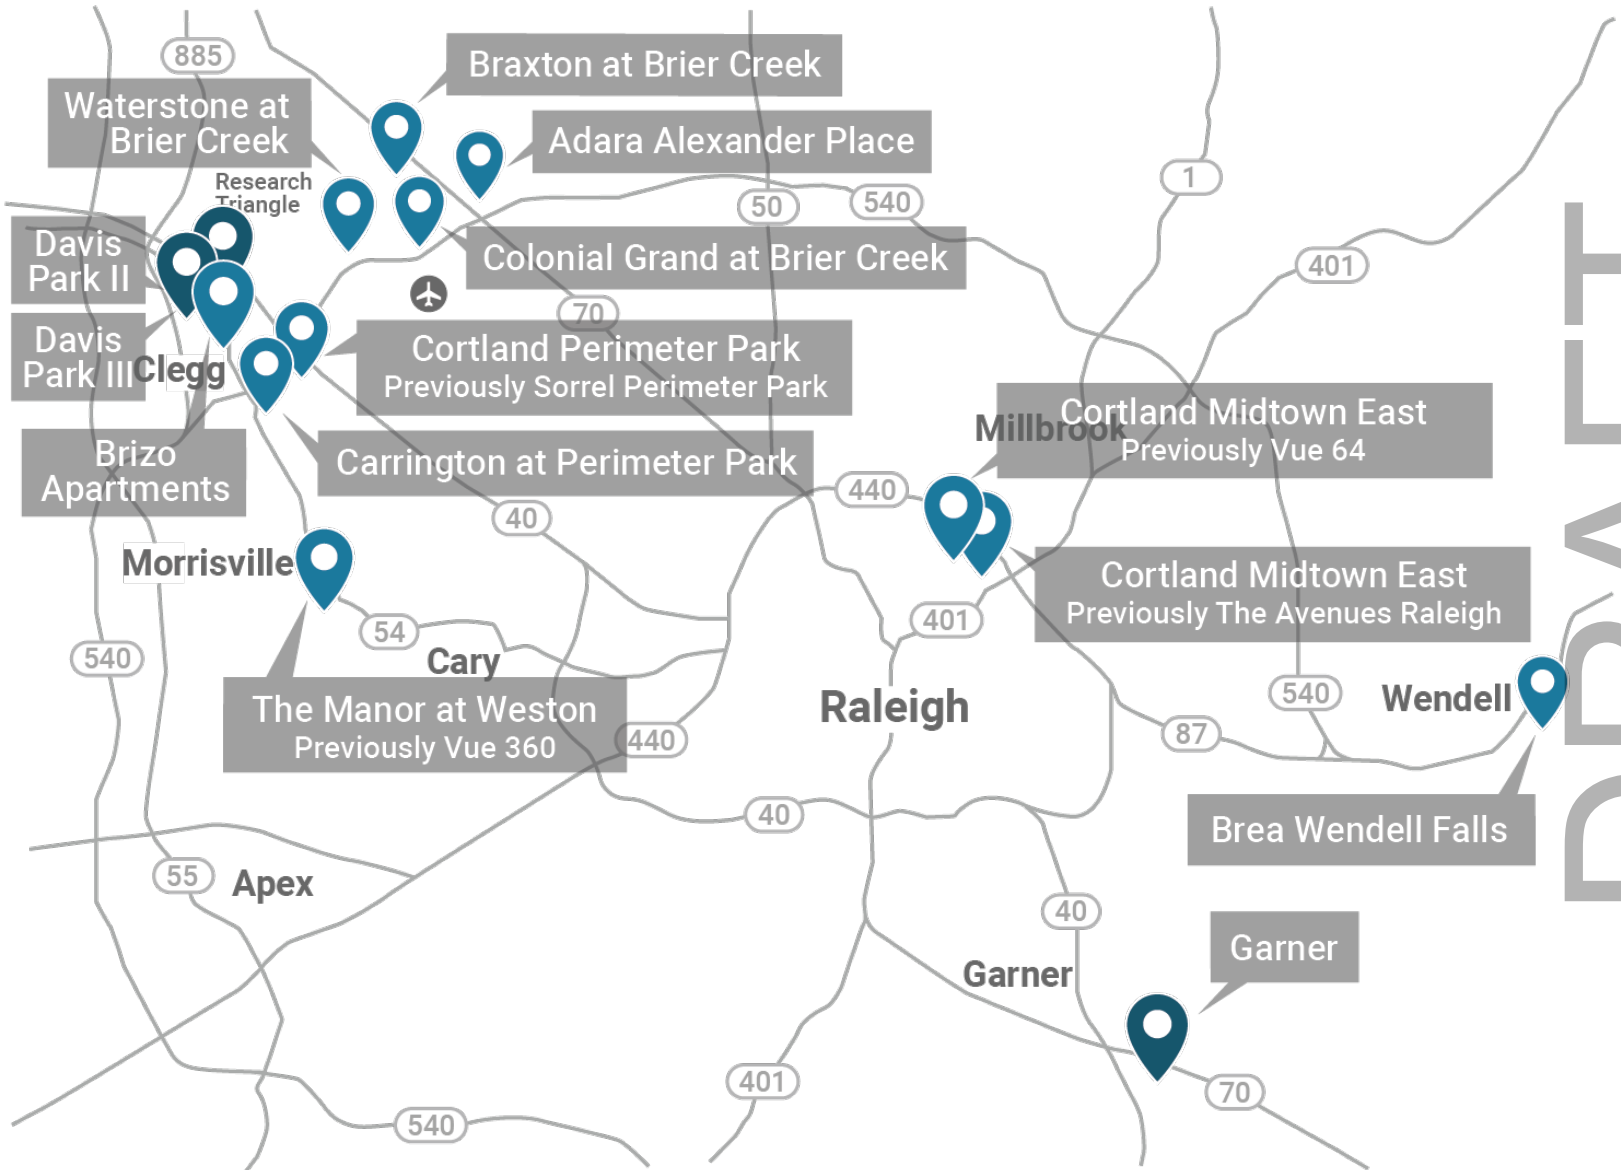 885
Braxton at Brier Creek
Waterstone at
Brier Creek
Adara Alexander Place
Research
Triangle
1
50
540
Davis
Park II
Colonial Grand at Brier Creek
401
70
Davis
Park III
Clegg
Cortland Perimeter Park
Previously Sorrel Perimeter Park
Millbrook
Cortland Midtown East
Previously Vue 64
Brizo
Apartments
Carrington at Perimeter Park
440
40
Morrisville
Cortland Midtown East
Previously The Avenues Raleigh
401
54
540
Cary
The Manor at Weston
Previously Vue 360
Raleigh
440
540
Wendell
87
40
Brea Wendell Falls
55
Apex
40
Garner
Garner
401
70
540
DRAFT